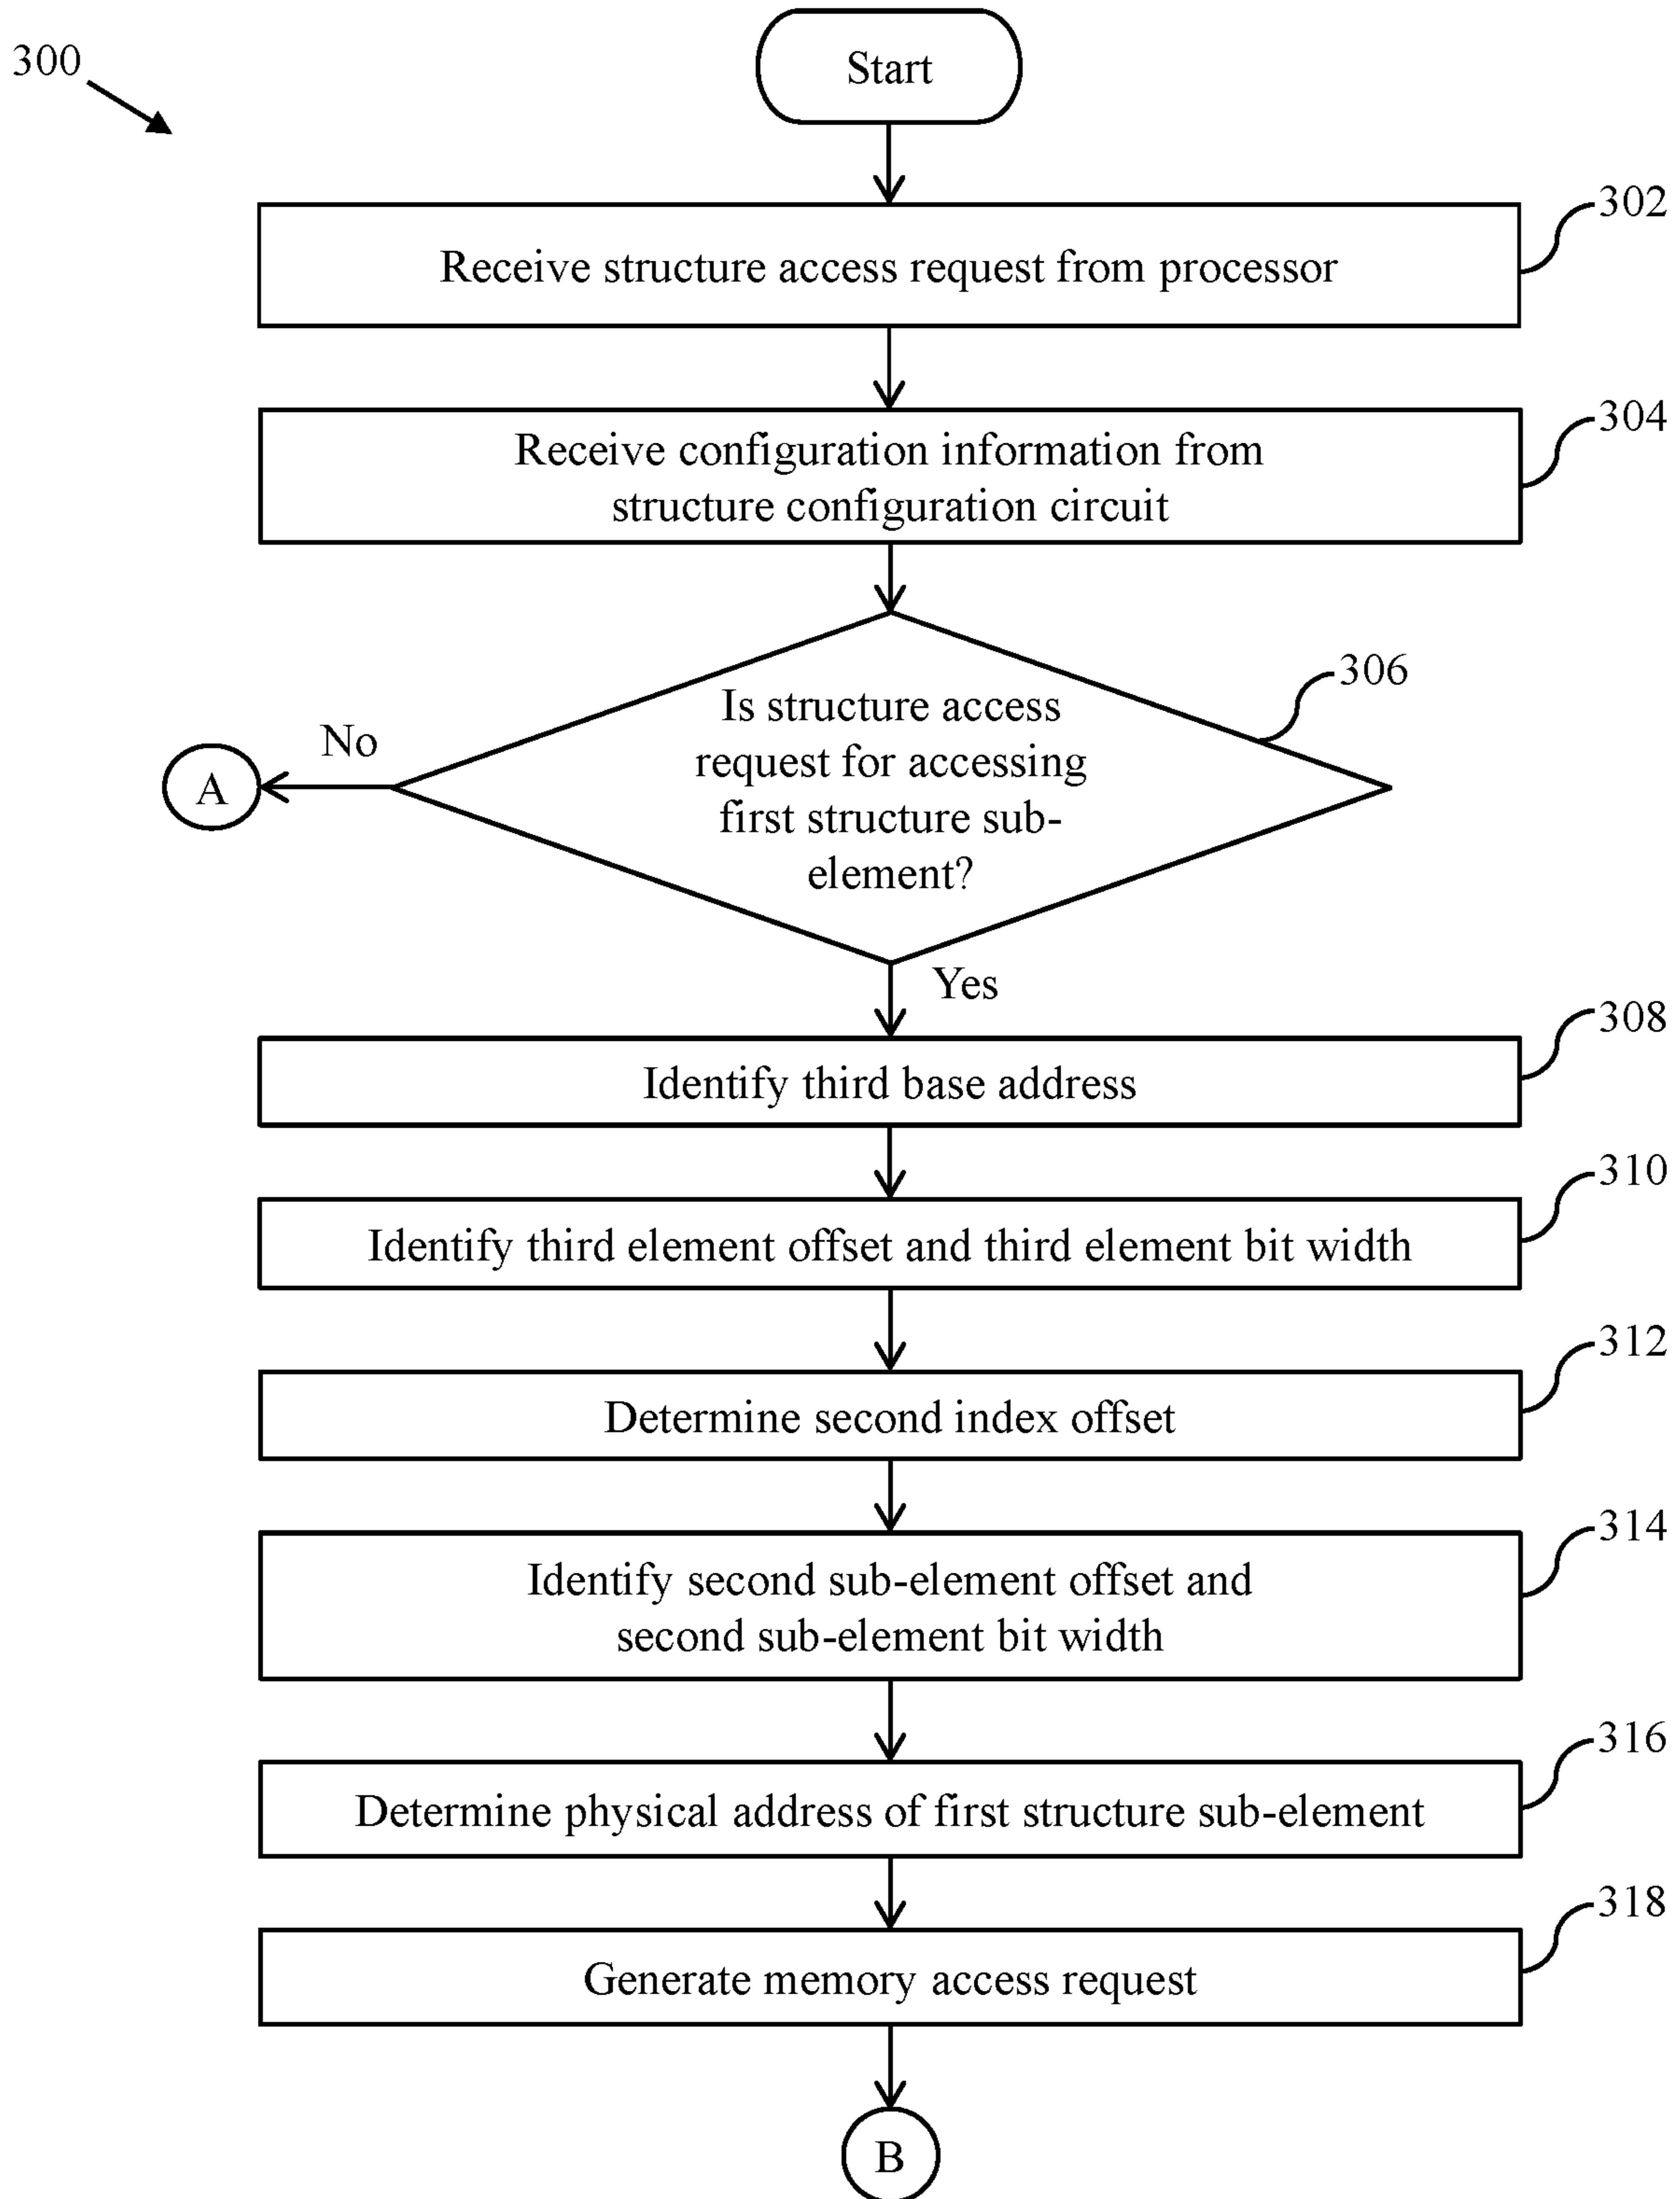 300
Start
302
Receive structure access request from processor
304
Receive configuration information from
structure configuration circuit
306
Is structure access
request for accessing
first structure sub-
element?
No
A
Yes
308
Identify third base address
310
Identify third element offset and third element bit width
312
Determine second index offset
314
Identify second sub-element offset and
second sub-element bit width
316
Determine physical address of first structure sub-element
318
Generate memory access request
B